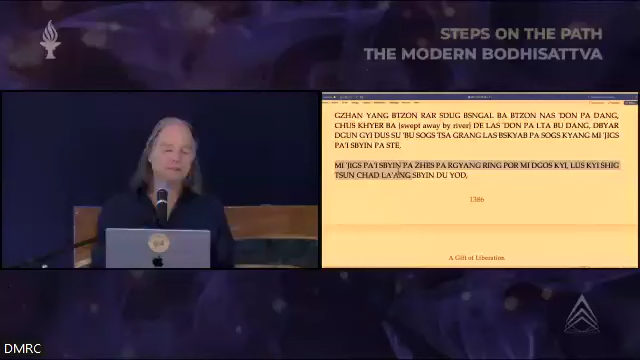 STEPS ON THE PATH
THE MODERN BODHISATTVA
GZHAN YANG BTZON RAR SDUG BSNGAL BA BTZON NAS 'DON PA DANG,
CHUS KHYER BA [swept away by river] DE LAS 'DON PA LTA BU DANG, DBYAR
DGUN GYI DUS SU 'BU SOGS TSA GRANG LAS BSKYAB PA SOGS KYANG MI 'JIGS
PA'I SBYIN PA STE,
MI 'JIGS PA'I SBYIN PA ZHES PA RGYANG RING POR MI DGOS KYI, LUS KYI SHIG
TSUN CHAD LA'ANG SBYIN DU YOD,
1386
A Gift of Liberation
DMRC